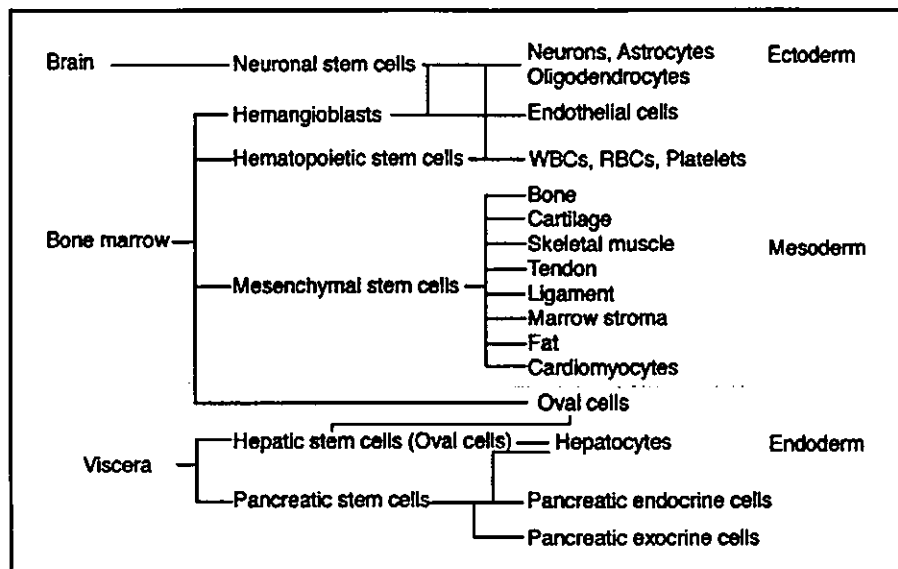 Brain
Neuronal stem cells
Neurons, Astrocytes
Oligodendrocytes
Ectoderm
Hemangioblasts
Endothelial cells
Hematopoietic stem cells
WBCs, RBCs, Platelets
Bone marrow
Mesenchymal stem cells
Bone
Cartilage
Skeletal muscle
Tendon
Ligament
Marrow stroma
Fat
Cardiomyocytes
Mesoderm
Oval cells
Viscera
Hepatic stem cells (Oval cells)
Hepatocytes
Endoderm
Pancreatic stem cells
Pancreatic endocrine cells
Pancreatic exocrine cells